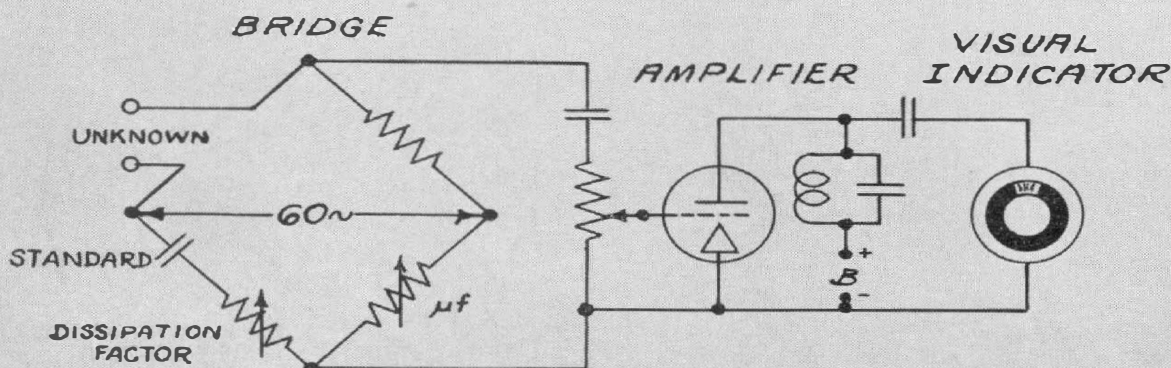 BRIDGE
VISUAL
INDICATOR
AMPLIFIER
UNKNOWN
60~
STANDARD
+
B
-
μf
DISSIPATION
FACTOR